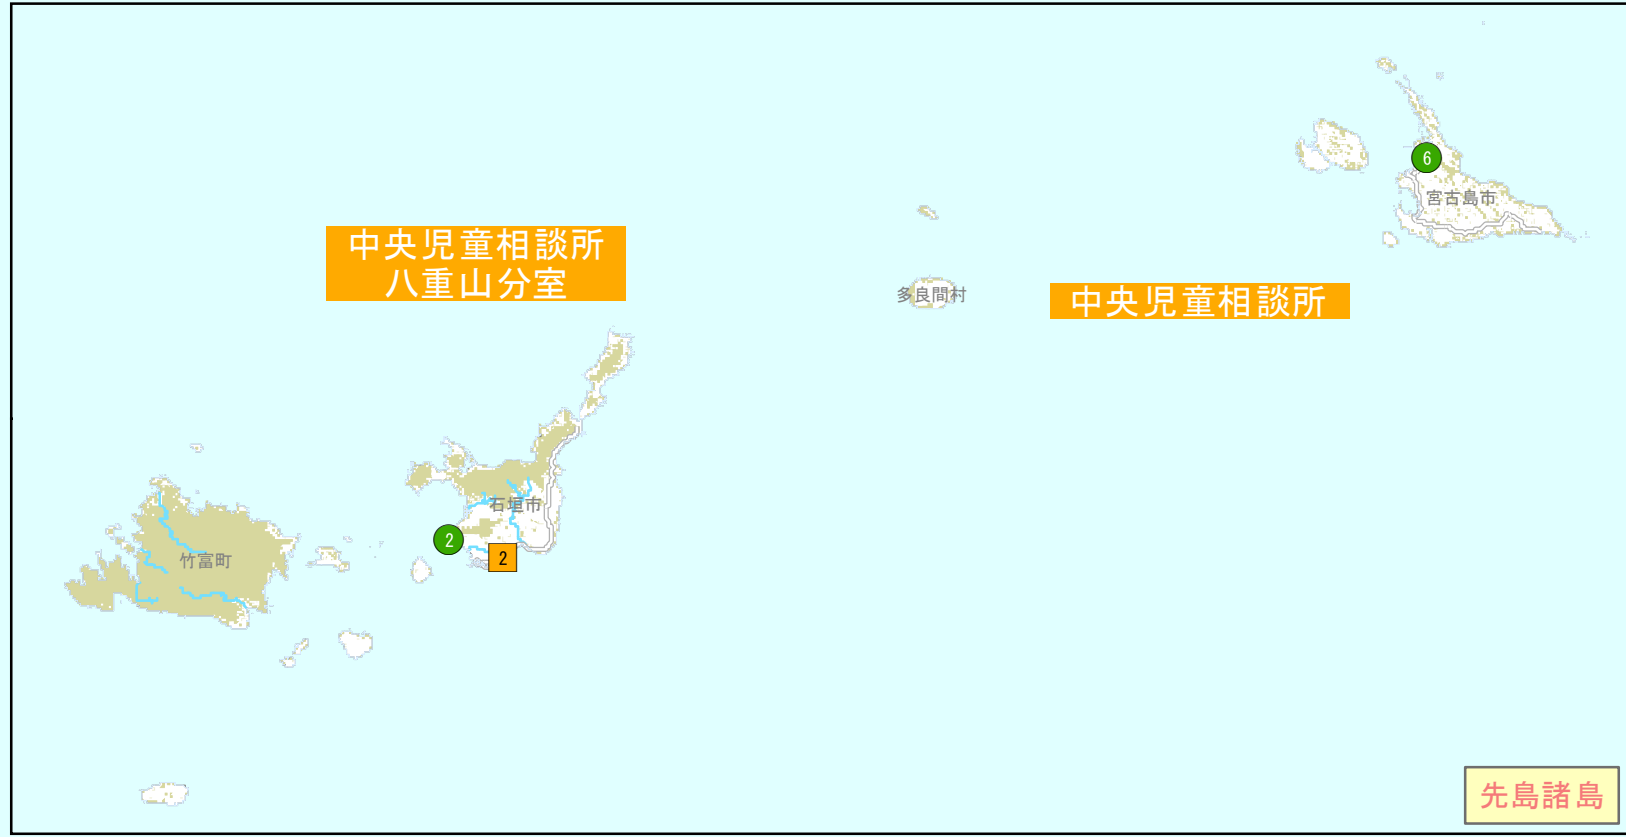 6
宮古島市
中央児童相談所
八重山分室
多良間村
中央児童相談所
石垣市
2
2
竹富町
先島諸島